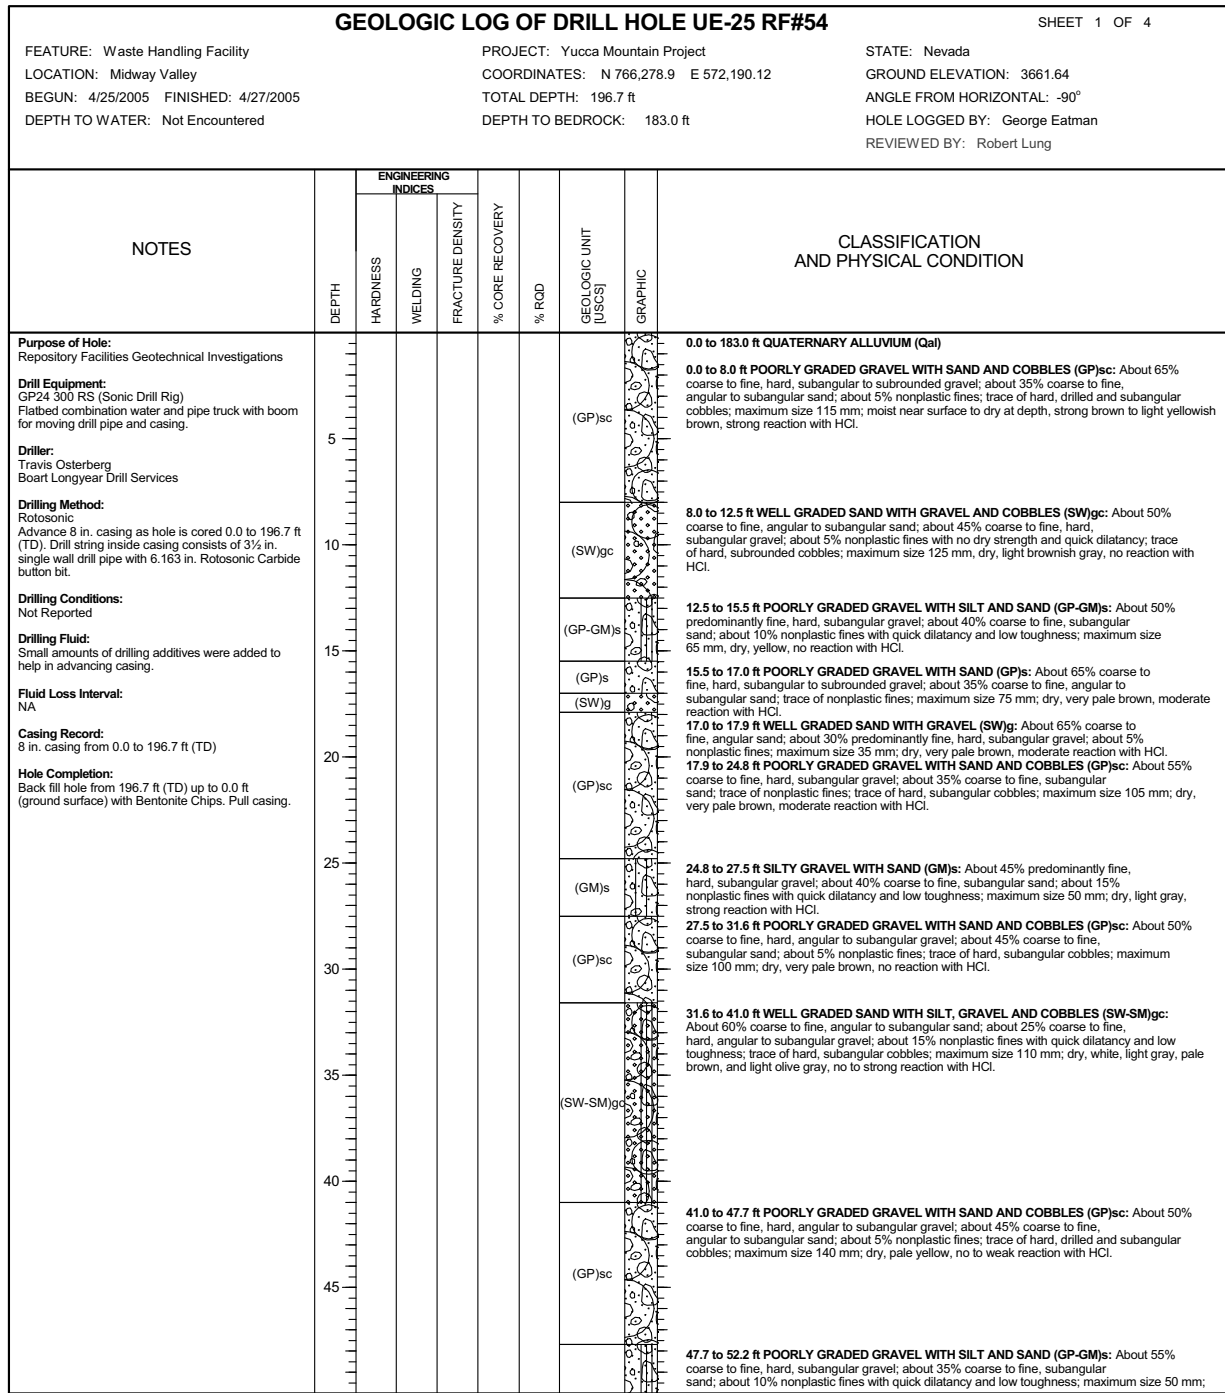 GEOLOGIC LOG OF DRILL HOLE UE-25 RF#54
SHEET 1 OF 4
FEATURE: Waste Handling Facility
PROJECT: Yucca Mountain Project
STATE: Nevada
LOCATION: Midway Valley
COORDINATES: N 766,278.9 E 572,190.12
GROUND ELEVATION: 3661.64
BEGUN: 4/25/2005 FINISHED: 4/27/2005
TOTAL DEPTH: 196.7 ft
ANGLE FROM HORIZONTAL: -90°
DEPTH TO WATER: Not Encountered
DEPTH TO BEDROCK: 183.0 ft
HOLE LOGGED BY: George Eatman
REVIEWED BY: Robert Lung
NOTES
DEPTH
ENGINEERING
INDICES
HARDNESS
WELDING
FRACTURE DENSITY
% CORE RECOVERY
% RQD
GEOLOGIC UNIT
[USCS]
GRAPHIC
CLASSIFICATION
AND PHYSICAL CONDITION
Purpose of Hole:
Repository Facilities Geotechnical Investigations
Drill Equipment:
GP24 300 RS (Sonic Drill Rig)
Flatbed combination water and pipe truck with boom
for moving drill pipe and casing.
Driller:
Travis Osterberg
Boart Longyear Drill Services
Drilling Method:
Rotosonic
Advance 8 in. casing as hole is cored 0.0 to 196.7 ft
(TD). Drill string inside casing consists of 3½ in.
single wall drill pipe with 6.163 in. Rotosonic Carbide
button bit.
Drilling Conditions:
Not Reported
Drilling Fluid:
Small amounts of drilling additives were added to
help in advancing casing.
Fluid Loss Interval:
NA
Casing Record:
8 in. casing from 0.0 to 196.7 ft (TD)
Hole Completion:
Back fill hole from 196.7 ft (TD) up to 0.0 ft
(ground surface) with Bentonite Chips. Pull casing.
5
10
15
20
25
30
35
40
45
(GP)sc
(SW)gc
(GP-GM)s
(GP)s
(SW)g
(GP)sc
(GM)s
(GP)sc
(SW-SM)gc
(GP)sc
0.0 to 183.0 ft QUATERNARY ALLUVIUM (Qal)
0.0 to 8.0 ft POORLY GRADED GRAVEL WITH SAND AND COBBLES (GP)sc: About 65%
coarse to fine, hard, subangular to subrounded gravel; about 35% coarse to fine,
angular to subangular sand; about 5% nonplastic fines; trace of hard, drilled and subangular
cobbles; maximum size 115 mm; moist near surface to dry at depth, strong brown to light yellowish
brown, strong reaction with HCl.
8.0 to 12.5 ft WELL GRADED SAND WITH GRAVEL AND COBBLES (SW)gc: About 50%
coarse to fine, angular to subangular sand; about 45% coarse to fine, hard,
subangular gravel; about 5% nonplastic fines with no dry strength and quick dilatancy; trace
of hard, subrounded cobbles; maximum size 125 mm, dry, light brownish gray, no reaction with
HCl.
12.5 to 15.5 ft POORLY GRADED GRAVEL WITH SILT AND SAND (GP-GM)s: About 50%
predominantly fine, hard, subangular gravel; about 40% coarse to fine, subangular
sand; about 10% nonplastic fines with quick dilatancy and low toughness; maximum size
65 mm, dry, yellow, no reaction with HCl.
15.5 to 17.0 ft POORLY GRADED GRAVEL WITH SAND (GP)s: About 65% coarse to
fine, hard, subangular to subrounded gravel; about 35% coarse to fine, angular to
subangular sand; trace of nonplastic fines; maximum size 75 mm; dry, very pale brown, moderate
reaction with HCl.
17.0 to 17.9 ft WELL GRADED SAND WITH GRAVEL (SW)g: About 65% coarse to
fine, angular sand; about 30% predominantly fine, hard, subangular gravel; about 5%
nonplastic fines; maximum size 35 mm; dry, very pale brown, moderate reaction with HCl.
17.9 to 24.8 ft POORLY GRADED GRAVEL WITH SAND AND COBBLES (GP)sc: About 55%
coarse to fine, hard, subangular gravel; about 35% coarse to fine, subangular
sand; trace of nonplastic fines; trace of hard, subangular cobbles; maximum size 105 mm; dry,
very pale brown, moderate reaction with HCl.
24.8 to 27.5 ft SILTY GRAVEL WITH SAND (GM)s: About 45% predominantly fine,
hard, subangular gravel; about 40% coarse to fine, subangular sand; about 15%
nonplastic fines with quick dilatancy and low toughness; maximum size 50 mm; dry, light gray,
strong reaction with HCl.
27.5 to 31.6 ft POORLY GRADED GRAVEL WITH SAND AND COBBLES (GP)sc: About 50%
coarse to fine, hard, angular to subangular gravel; about 45% coarse to fine,
subangular sand; about 5% nonplastic fines; trace of hard, subangular cobbles; maximum
size 100 mm; dry, very pale brown, no reaction with HCl.
31.6 to 41.0 ft WELL GRADED SAND WITH SILT, GRAVEL AND COBBLES (SW-SM)gc:
About 60% coarse to fine, angular to subangular sand; about 25% coarse to fine,
hard, angular to subangular gravel; about 15% nonplastic fines with quick dilatancy and low
toughness; trace of hard, subangular cobbles; maximum size 110 mm; dry, white, light gray, pale
brown, and light olive gray, no to strong reaction with HCl.
41.0 to 47.7 ft POORLY GRADED GRAVEL WITH SAND AND COBBLES (GP)sc: About 50%
coarse to fine, hard, angular to subangular gravel; about 45% coarse to fine,
angular to subangular sand; about 5% nonplastic fines; trace of hard, drilled and subangular
cobbles; maximum size 140 mm; dry, pale yellow, no to weak reaction with HCl.
47.7 to 52.2 ft POORLY GRADED GRAVEL WITH SILT AND SAND (GP-GM)s: About 55%
coarse to fine, hard, subangular gravel; about 35% coarse to fine, subangular
sand; about 10% nonplastic fines with quick dilatancy and low toughness; maximum size 50 mm;